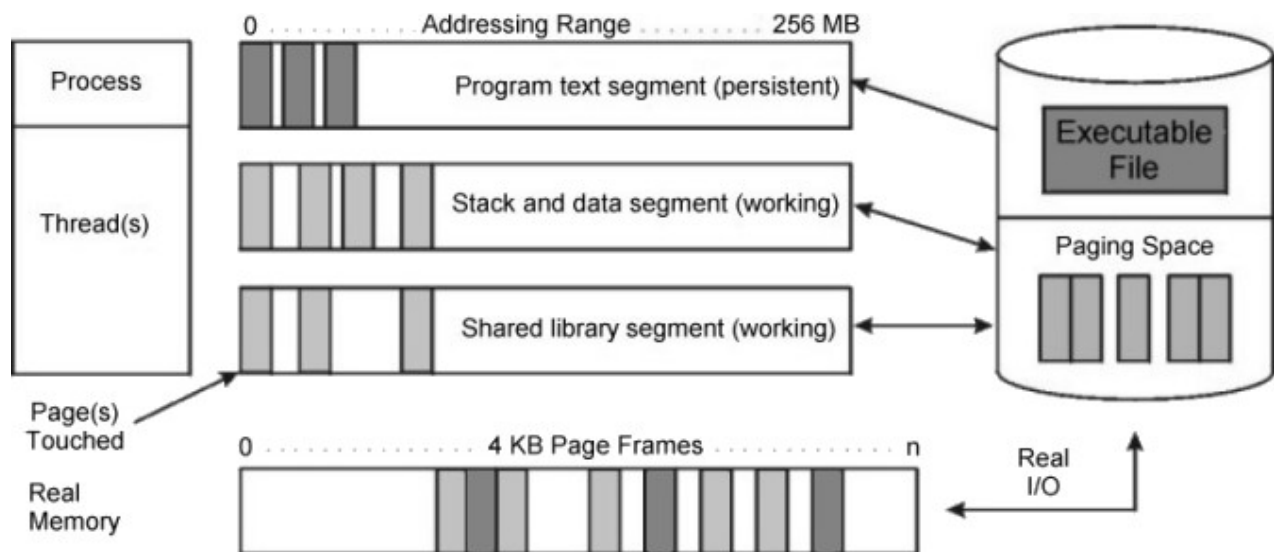 0 . . . . . . . . . . . . Addressing Range . . . . . . . . . . 256 MB
Process
Program text segment (persistent)
Executable
File
Thread(s)
Stack and data segment (working)
Paging Space
Shared library segment (working)
Page(s)
Touched
0 . . . . . . . . . . . . 4 KB Page Frames . . . . . . . . . . . . n
Real
Memory
Real
I/O